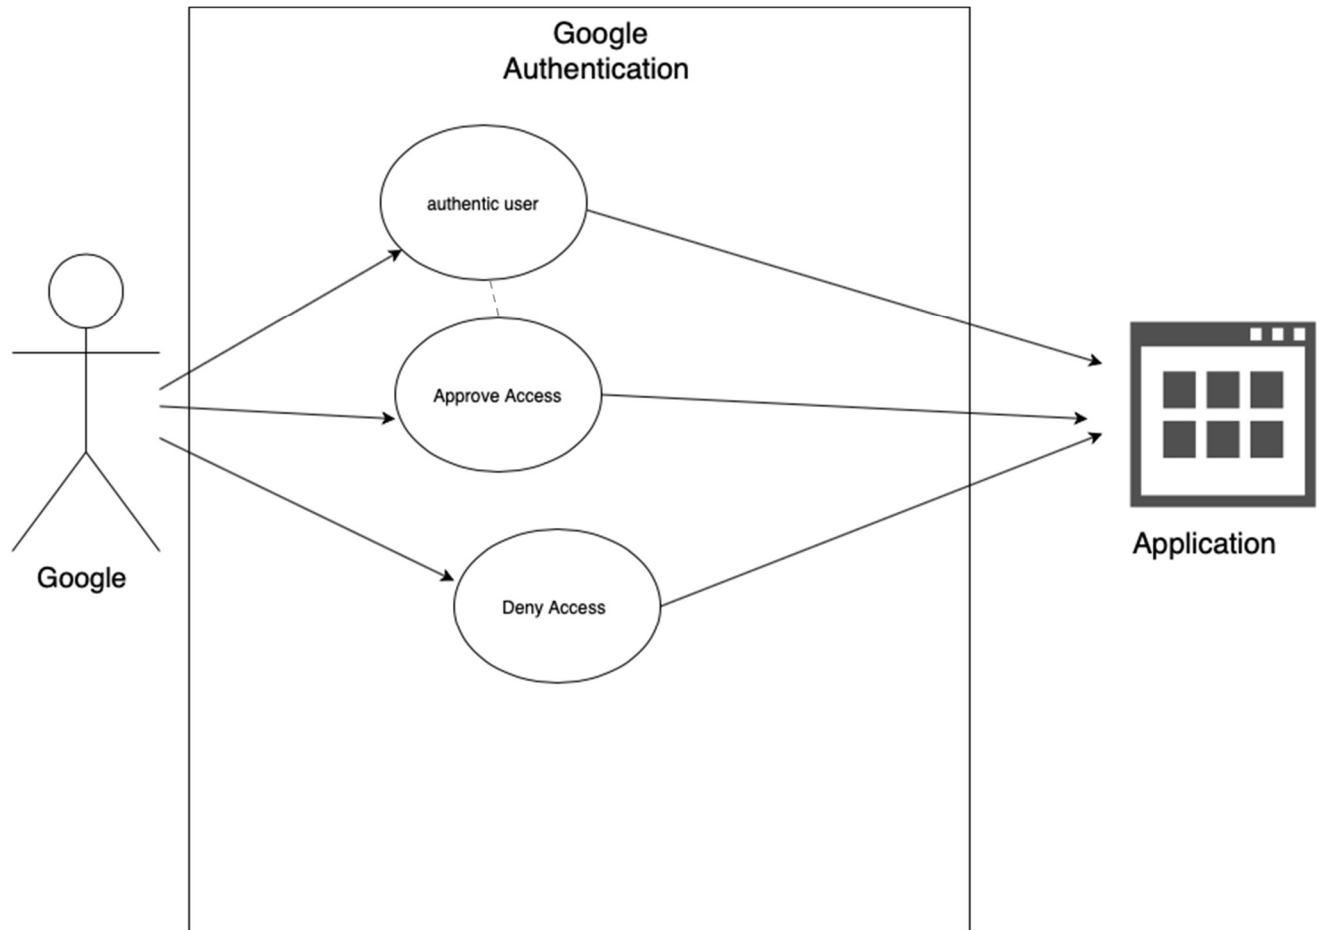 Google
Authentication
authentic user
Approve Access
Deny Access
Google
Application